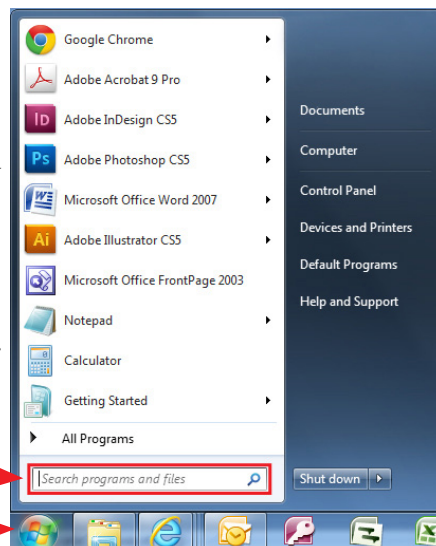 Google Chrome
Adobe Acrobat 9 Pro
Adobe InDesign CS5
Adobe Photoshop CS5
Microsoft Office Word 2007
Adobe Illustrator CS5
Microsoft Office FrontPage 2003
Notepad
Calculator
Getting Started
All Programs
Search programs and files
Documents
Computer
Control Panel
Devices and Printers
Default Programs
Help and Support
Shut down